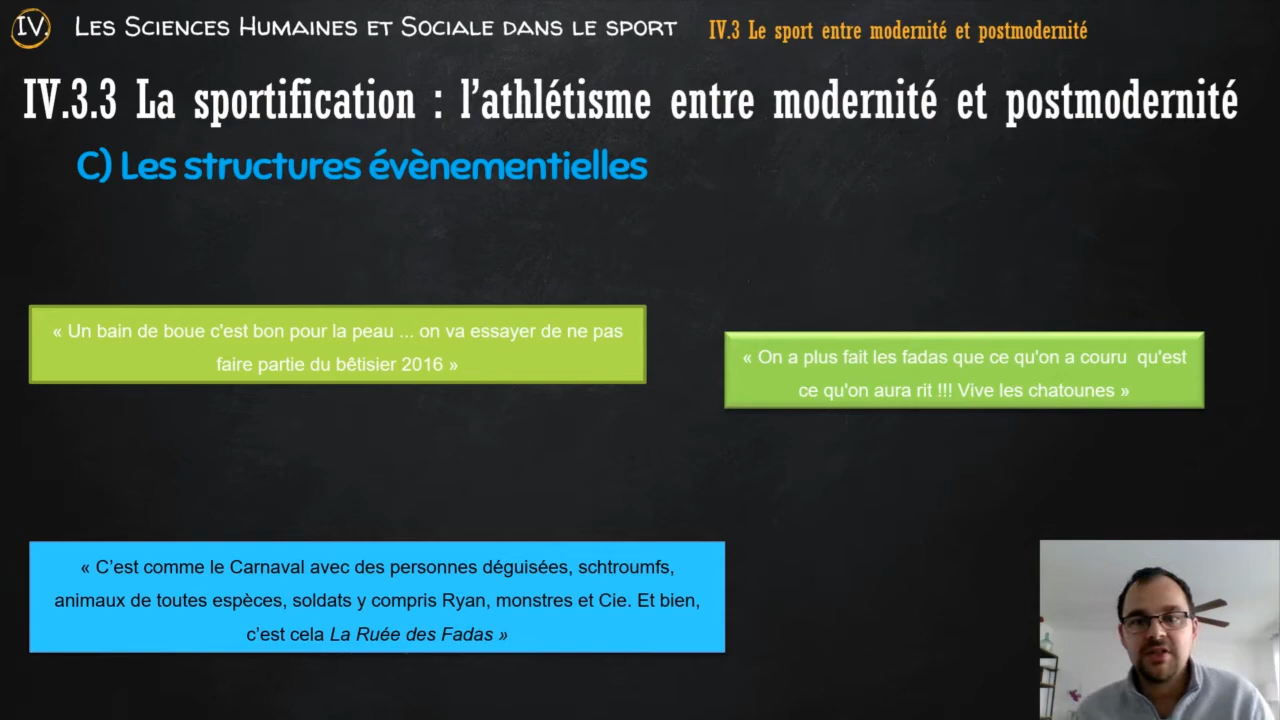 IV.
Les Sciences Humaines et Sociale dans le sport
IV.3 Le sport entre modernité et postmodernité
IV.3.3 La sportification : l'athlétisme entre modernité et postmodernité
C) Les structures évènementielles
« Un bain de boue c'est bon pour la peau ... on va essayer de ne pas
faire partie du bêtisier 2016 »
« On a plus fait les fadas que ce qu'on a couru qu'est
ce qu'on aura rit !!! Vive les chatounes »
« C'est comme le Carnaval avec des personnes déguisées, schtroumfs,
animaux de toutes espèces, soldats y compris Ryan, monstres et Cie. Et bien,
c'est cela La Ruée des Fadas »